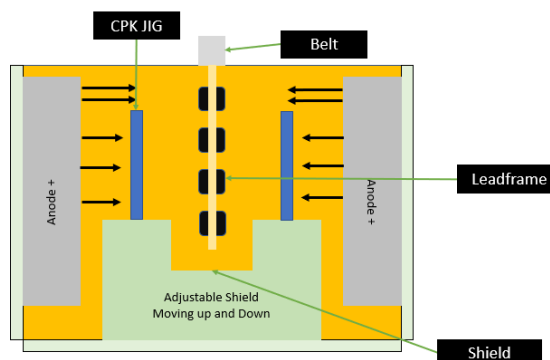 CPK JIG
Belt
Anode +
Anode +
Leadframe
Adjustable Shield
Moving up and Down
Shield